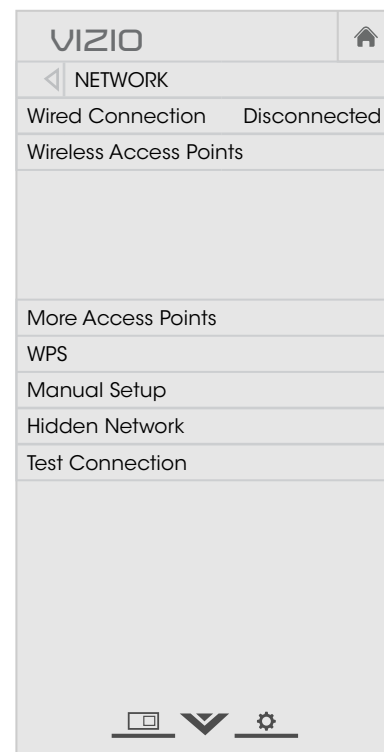 VIZIO
NETWORK
Wired Connection Disconnected
Wireless Access Points
More Access Points
WPS
Manual Setup
Hidden Network
Test Connection